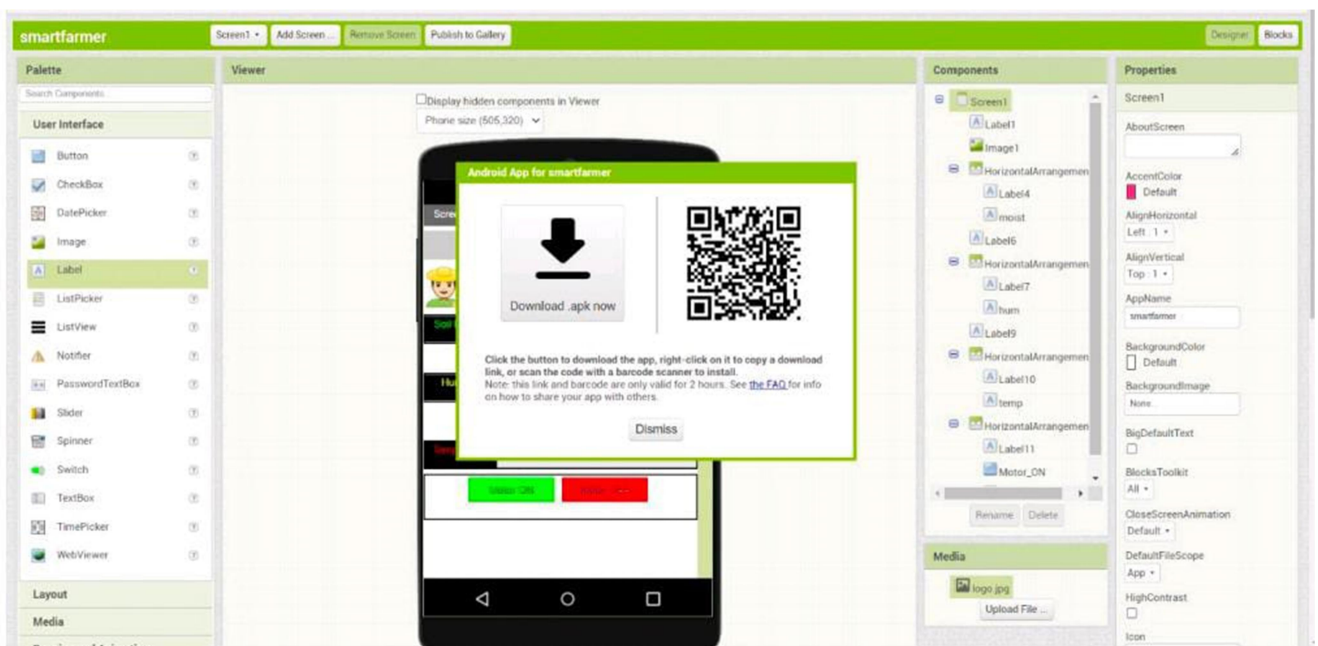 smartfarmer
Screen1
Add Screen ...
Remove Screen
Publish to Gallery
Designer
Blocks
Palette
Search Components...
User Interface
Button
CheckBox
DatePicker
Image
Label
ListPicker
ListView
Notifier
PasswordTextBox
Slider
Spinner
Switch
TextBox
TimePicker
WebViewer
Layout
Media
Viewer
Display hidden components in Viewer
Phone size (505,320)
Scree
Soil
Hu
Android App for smartfarmer
Download .apk now
Click the button to download the app, right-click on it to copy a download
link, or scan the code with a barcode scanner to install.
Note: this link and barcode are only valid for 2 hours. See the FAQ for info
on how to share your app with others.
Dismiss
Components
Screen1
Label1
Image1
HorizontalArrangemen
Label4
moist
Label6
HorizontalArrangemen
Label7
hum
Label9
HorizontalArrangemen
Label10
temp
HorizontalArrangemen
Label11
Motor_ON
Rename
Delete
Media
logo.jpg
Upload File ...
Properties
Screen1
AboutScreen
AccentColor
Default
AlignHorizontal
Left : 1
AlignVertical
Top : 1
AppName
smartfarmer
BackgroundColor
Default
BackgroundImage
None...
BigDefaultText
BlocksToolkit
All
CloseScreenAnimation
Default
DefaultFileScope
App
HighContrast
Icon